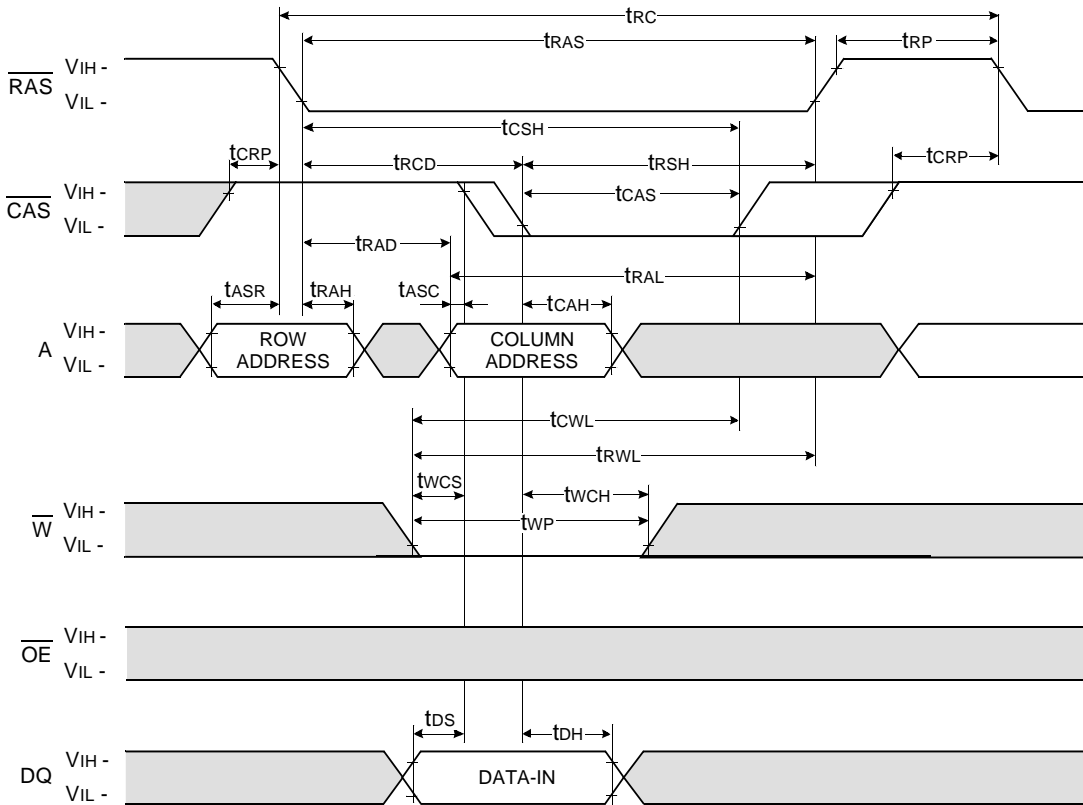 tRC
tRAS
tRP
RAS
VIH -
VIL -
tCSH
tCRP
tRCD
tRSH
tCRP
CAS
VIH -
VIL -
tCAS
tRAD
tRAL
tASR
tRAH
tASC
tCAH
A
VIH -
VIL -
ROW
ADDRESS
COLUMN
ADDRESS
tCWL
tRWL
tWCS
tWCH
W
VIH -
VIL -
tWP
OE
VIH -
VIL -
tDS
tDH
DQ
VIH -
VIL -
DATA-IN